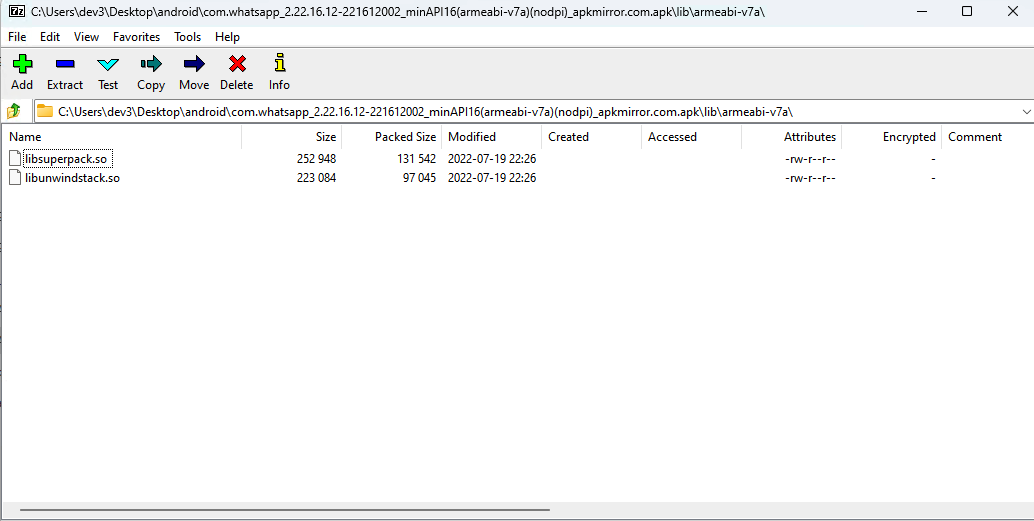 C:\Users\dev3\Desktop\android\com.whatsapp_2.22.16.12-221612002_minAPI16(armeabi-v7a)(nodpi)_apkmirror.com.apk\lib\armeabi-v7a\
File Edit View Favorites Tools Help
Add Extract Test Copy Move Delete Info
C:\Users\dev3\Desktop\android\com.whatsapp_2.22.16.12-221612002_minAPI16(armeabi-v7a)(nodpi)_apkmirror.com.apk\lib\armeabi-v7a\
Name Size Packed Size Modified Created Accessed Attributes Encrypted Comment
libsuperpack.so 252 948 131 542 2022-07-19 22:26 -rw-r--r-- -
libunwindstack.so 223 084 97 045 2022-07-19 22:26 -rw-r--r-- -